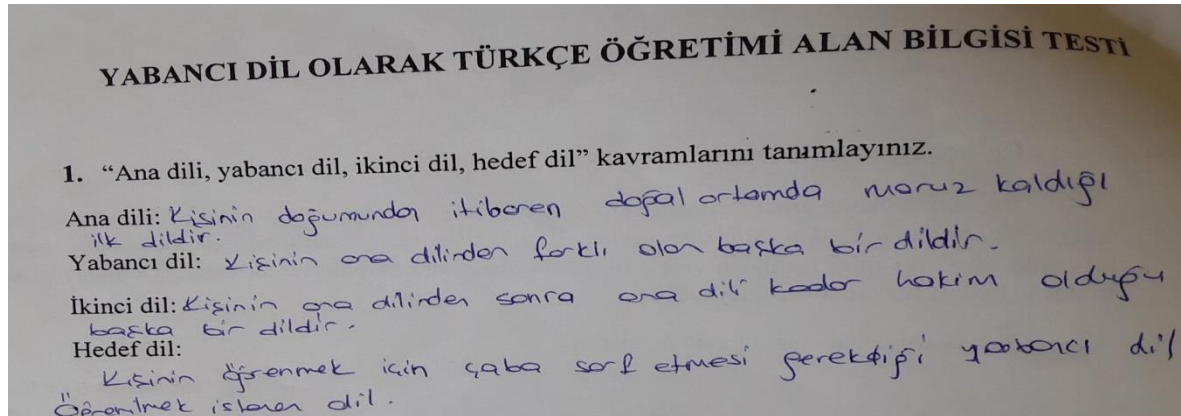 YABANCI DİL OLARAK TÜRKÇE ÖĞRETİMİ ALAN BİLGİSİ TESTİ
1. “Ana dili, yabancı dil, ikinci dil, hedef dil” kavramlarını tanımlayınız.
Ana dili: Kişinin doğumundan itibaren doğal ortamda maruz kaldığı
ilk dildir.
Yabancı dil: Kişinin ana dilinden farklı olan başka bir dildir.
İkinci dil: Kişinin ana dilinden sonra ana dili kadar hakim olduğu
başka bir dildir.
Hedef dil:
Kişinin öğrenmek için çaba sarf etmesi gerektiği yabancı dil
Öğrenilmek istenen dil.